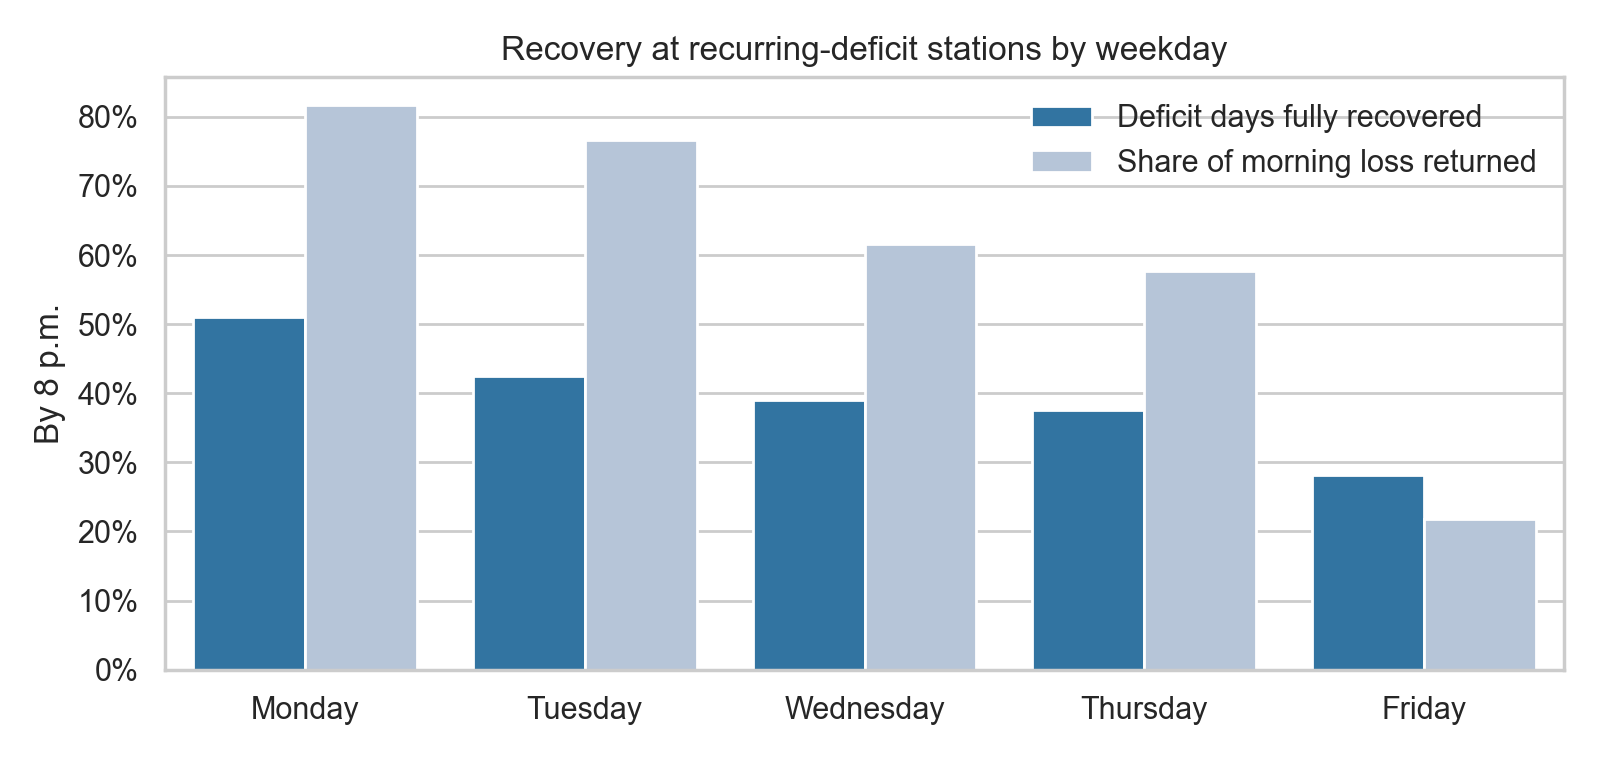 Recovery at recurring-deficit stations by weekday
Deficit days fully recovered
Share of morning loss returned
By 8 p.m.
80%
70%
60%
50%
40%
30%
20%
10%
0%
Monday
Tuesday
Wednesday
Thursday
Friday